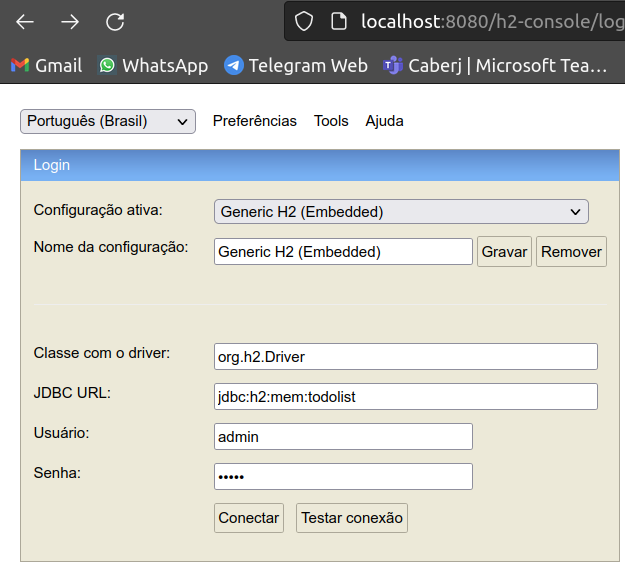 localhost:8080/h2-console/log
Gmail WhatsApp Telegram Web Caberj | Microsoft Tea…
Português (Brasil) Preferências Tools Ajuda
Login
Configuração ativa: Generic H2 (Embedded)
Nome da configuração: Generic H2 (Embedded) Gravar Remover
Classe com o driver: org.h2.Driver
JDBC URL: jdbc:h2:mem:todolist
Usuário: admin
Senha: •••••
Conectar Testar conexão